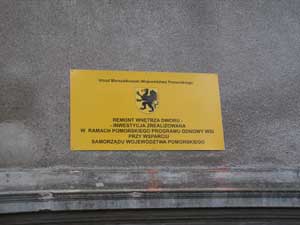 Urząd Marszałkowski Województwa Pomorskiego
REMONT WNĘTRZA DWORU -
- INWESTYCJA ZREALIZOWANA
W RAMACH POMORSKIEGO PROGRAMU ODNOWY WSI
PRZY WSPARCIU
SAMORZĄDU WOJEWÓDZTWA POMORSKIEGO